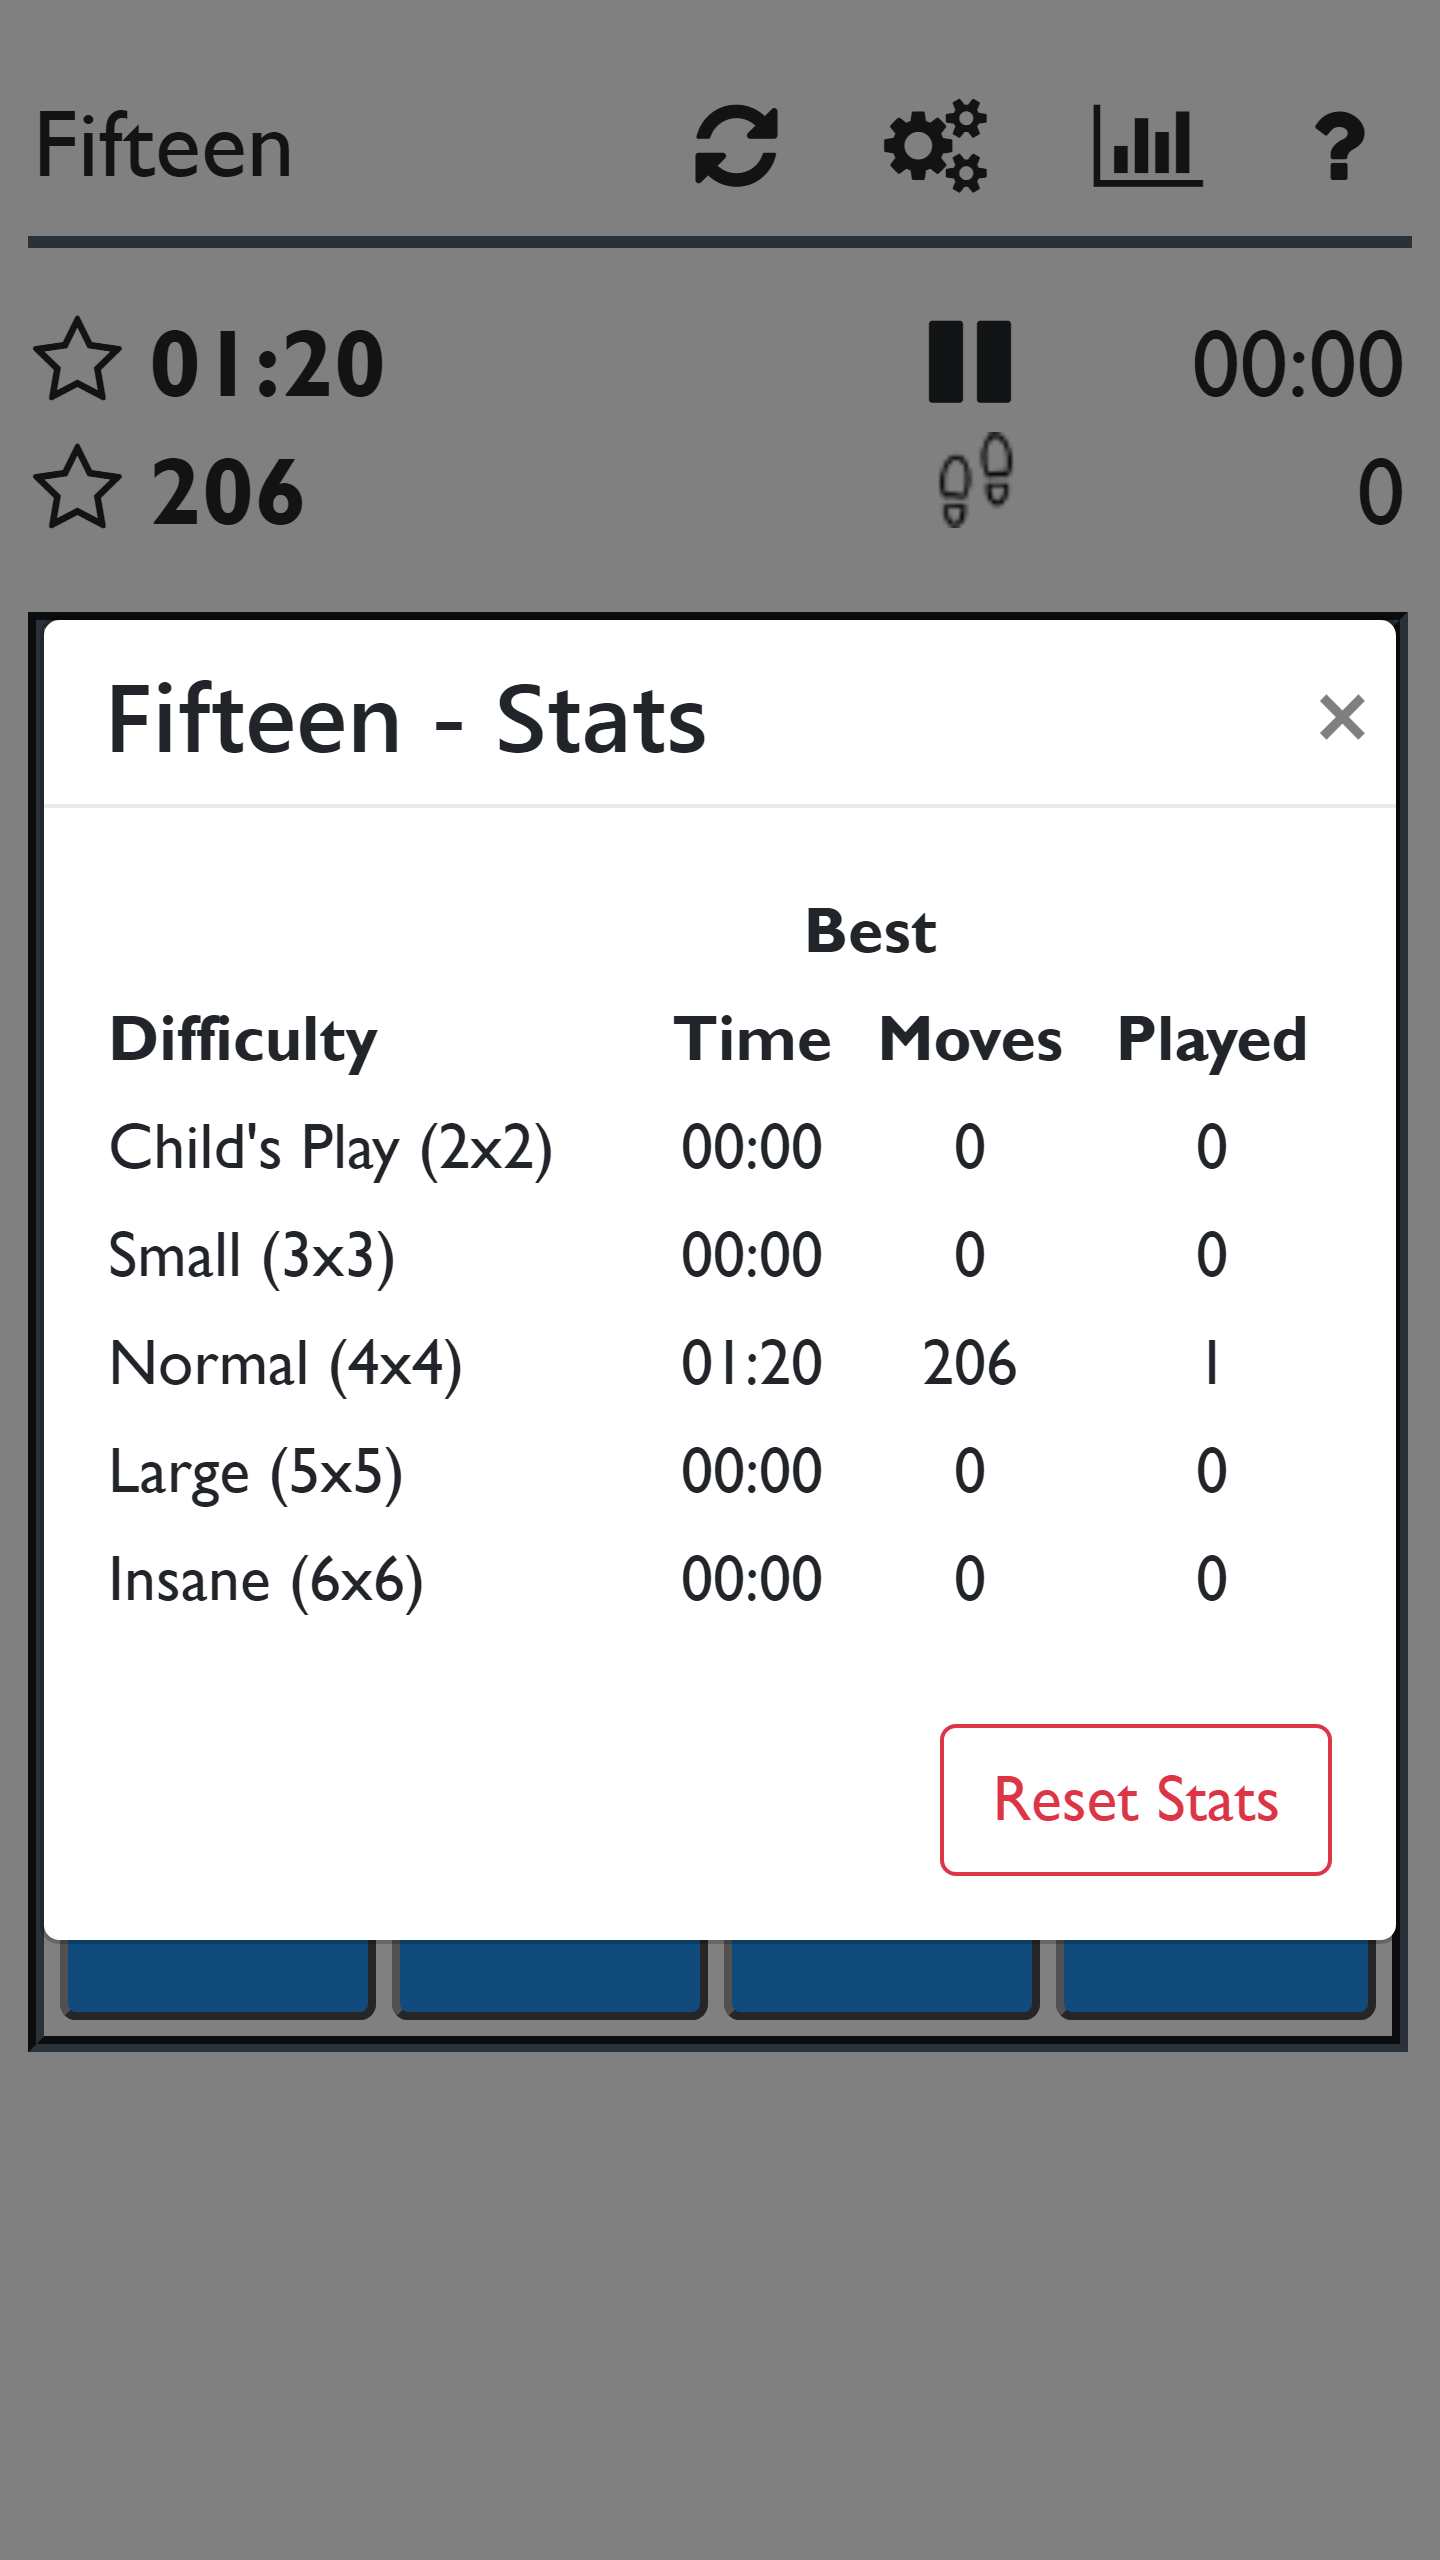 Fifteen
01:20 00:00
206 0
Fifteen - Stats ×
Best
Difficulty Time Moves Played
Child's Play (2x2) 00:00 0 0
Small (3x3) 00:00 0 0
Normal (4x4) 01:20 206 1
Large (5x5) 00:00 0 0
Insane (6x6) 00:00 0 0
Reset Stats